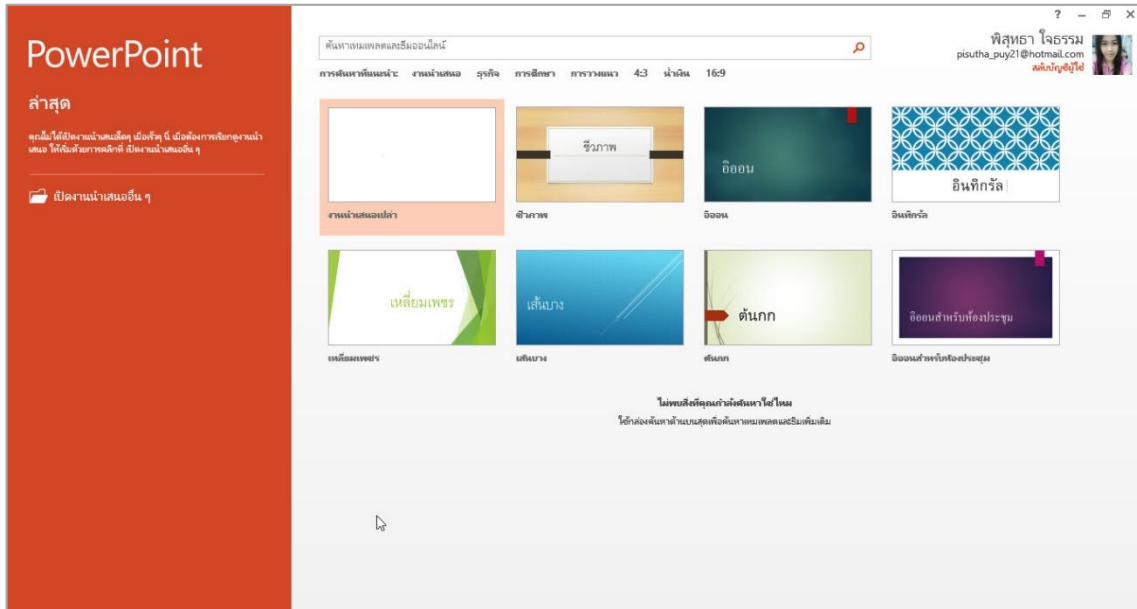 PowerPoint
ล่าสุด
คุณไม่ได้เปิดงานนำเสนอใดๆ เมื่อเร็วๆ นี้ เมื่อต้องการเรียกดูงานนำ
เสนอ ให้เริ่มด้วยการคลิกที่ เปิดงานนำเสนออื่น ๆ
เปิดงานนำเสนออื่น ๆ
?
ค้นหาเทมเพลตและธีมออนไลน์
พิสุทธา ใจธรรม
pisutha_puy21@hotmail.com
สลับบัญชีผู้ใช้
การค้นหาที่แนะนำ: งานนำเสนอ ธุรกิจ การศึกษา การวางแนว 4:3 น้ำเงิน 16:9
ชีวภาพ
อิออน
อินทิกรัล
งานนำเสนอเปล่า
ชีวภาพ
อิออน
อินทิกรัล
เหลี่ยมเพชร
เส้นบาง
ต้นกก
อิออนสำหรับห้องประชุม
เหลี่ยมเพชร
เส้นบาง
ต้นกก
อิออนสำหรับห้องประชุม
ไม่พบสิ่งที่คุณกำลังค้นหาใช่ไหม
ใช้กล่องค้นหาด้านบนสุดเพื่อค้นหาเทมเพลตและธีมเพิ่มเติม